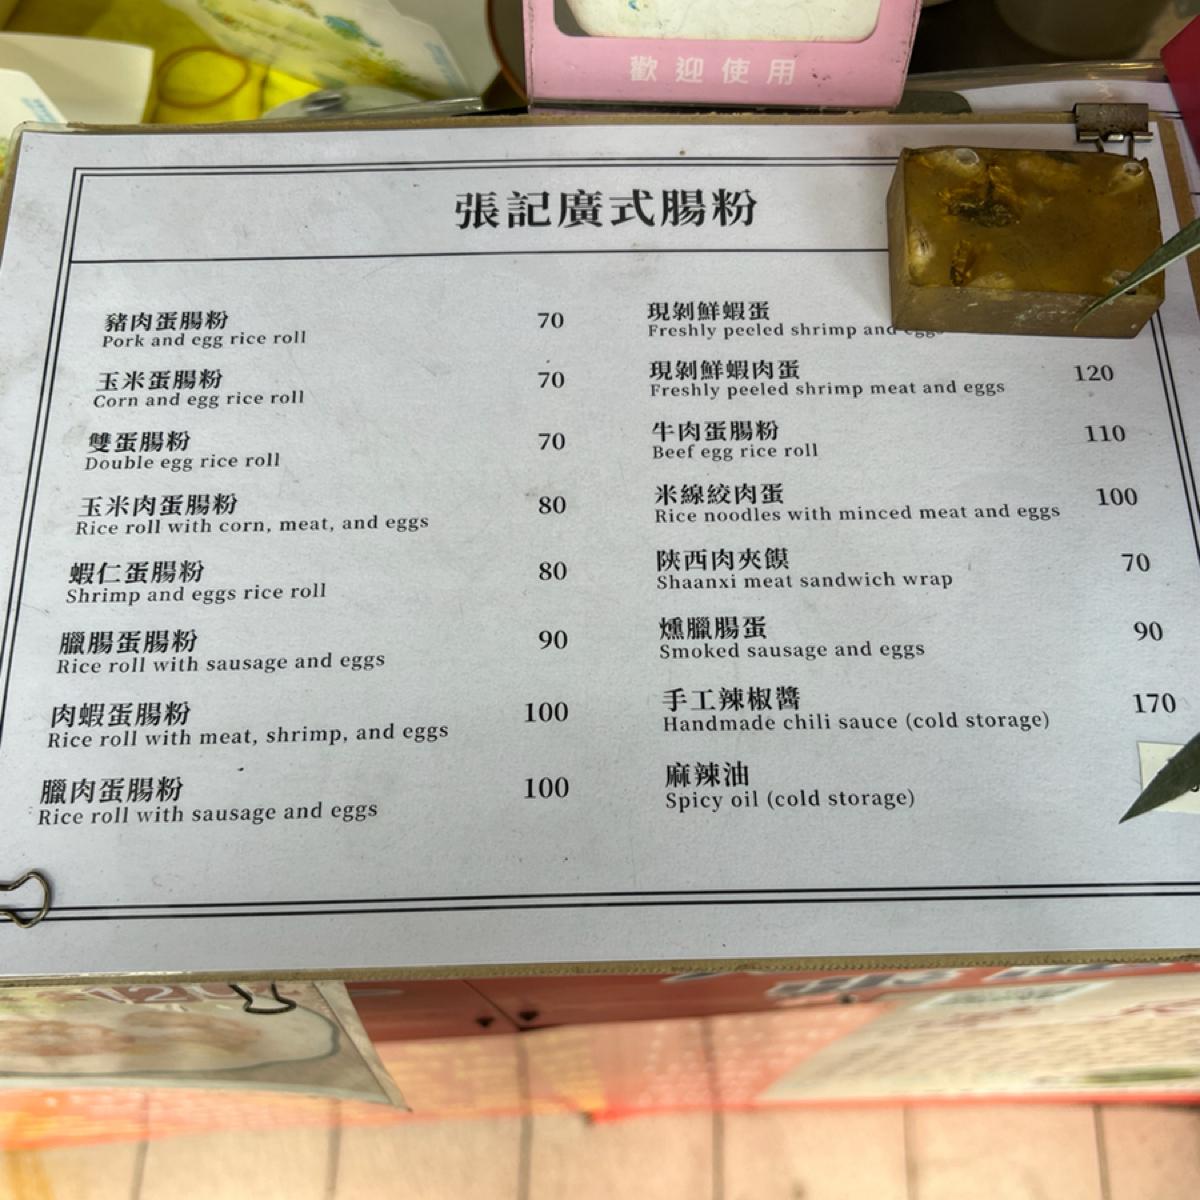 歡迎使用
張記廣式腸粉
豬肉蛋腸粉 70
Pork and egg rice roll
玉米蛋腸粉 70
Corn and egg rice roll
雙蛋腸粉 70
Double egg rice roll
玉米肉蛋腸粉 80
Rice roll with corn, meat, and eggs
蝦仁蛋腸粉 80
Shrimp and eggs rice roll
臘腸蛋腸粉 90
Rice roll with sausage and eggs
肉蝦蛋腸粉 100
Rice roll with meat, shrimp, and eggs
臘肉蛋腸粉 100
Rice roll with sausage and eggs
現剝鮮蝦蛋
Freshly peeled shrimp and eggs
現剝鮮蝦肉蛋 120
Freshly peeled shrimp meat and eggs
牛肉蛋腸粉 110
Beef egg rice roll
米線絞肉蛋 100
Rice noodles with minced meat and eggs
陝西肉夾饃 70
Shaanxi meat sandwich wrap
燻臘腸蛋 90
Smoked sausage and eggs
手工辣椒醬 170
Handmade chili sauce (cold storage)
麻辣油
Spicy oil (cold storage)